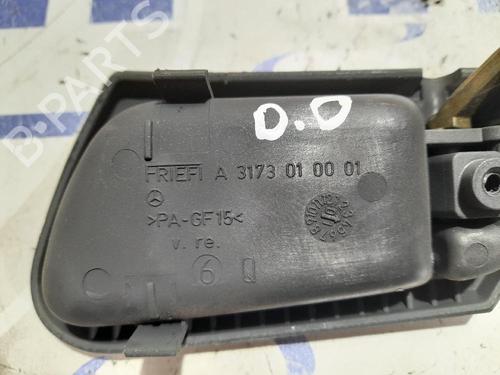 B-PARTS
D.D
FRIEFI A 3173 01 00 01
>PA-GF15<
v. re.
6 Q